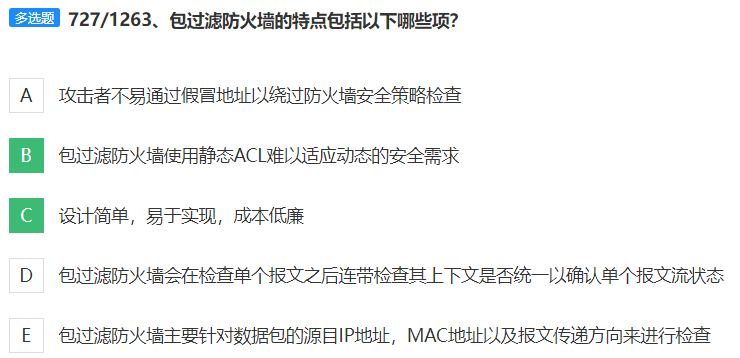 多选题 727/1263、包过滤防火墙的特点包括以下哪些项?
A 攻击者不易通过假冒地址以绕过防火墙安全策略检查
B 包过滤防火墙使用静态ACL难以适应动态的安全需求
C 设计简单，易于实现，成本低廉
D 包过滤防火墙会在检查单个报文之后连带检查其上下文是否统一以确认单个报文流状态
E 包过滤防火墙主要针对数据包的源目IP地址，MAC地址以及报文传递方向来进行检查